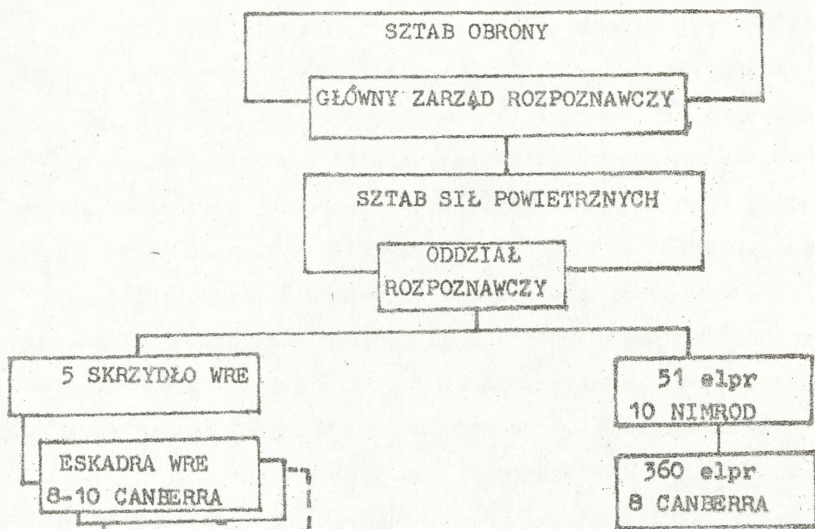 SZTAB OBRONY
GŁÓWNY ZARZĄD ROZPOZNAWCZY
SZTAB SIŁ POWIETRZNYCH
ODDZIAŁ
ROZPOZNAWCZY
5 SKRZYDŁO WRE
ESKADRA WRE
8-10 CANBERRA
51 elpr
10 NIMROD
360 elpr
8 CANBERRA